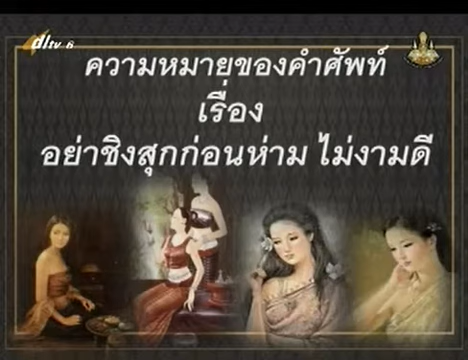 dltv 6
ความหมายของคำศัพท์
เรื่อง
อย่าชิงสุกก่อนห่าม ไม่งามดี